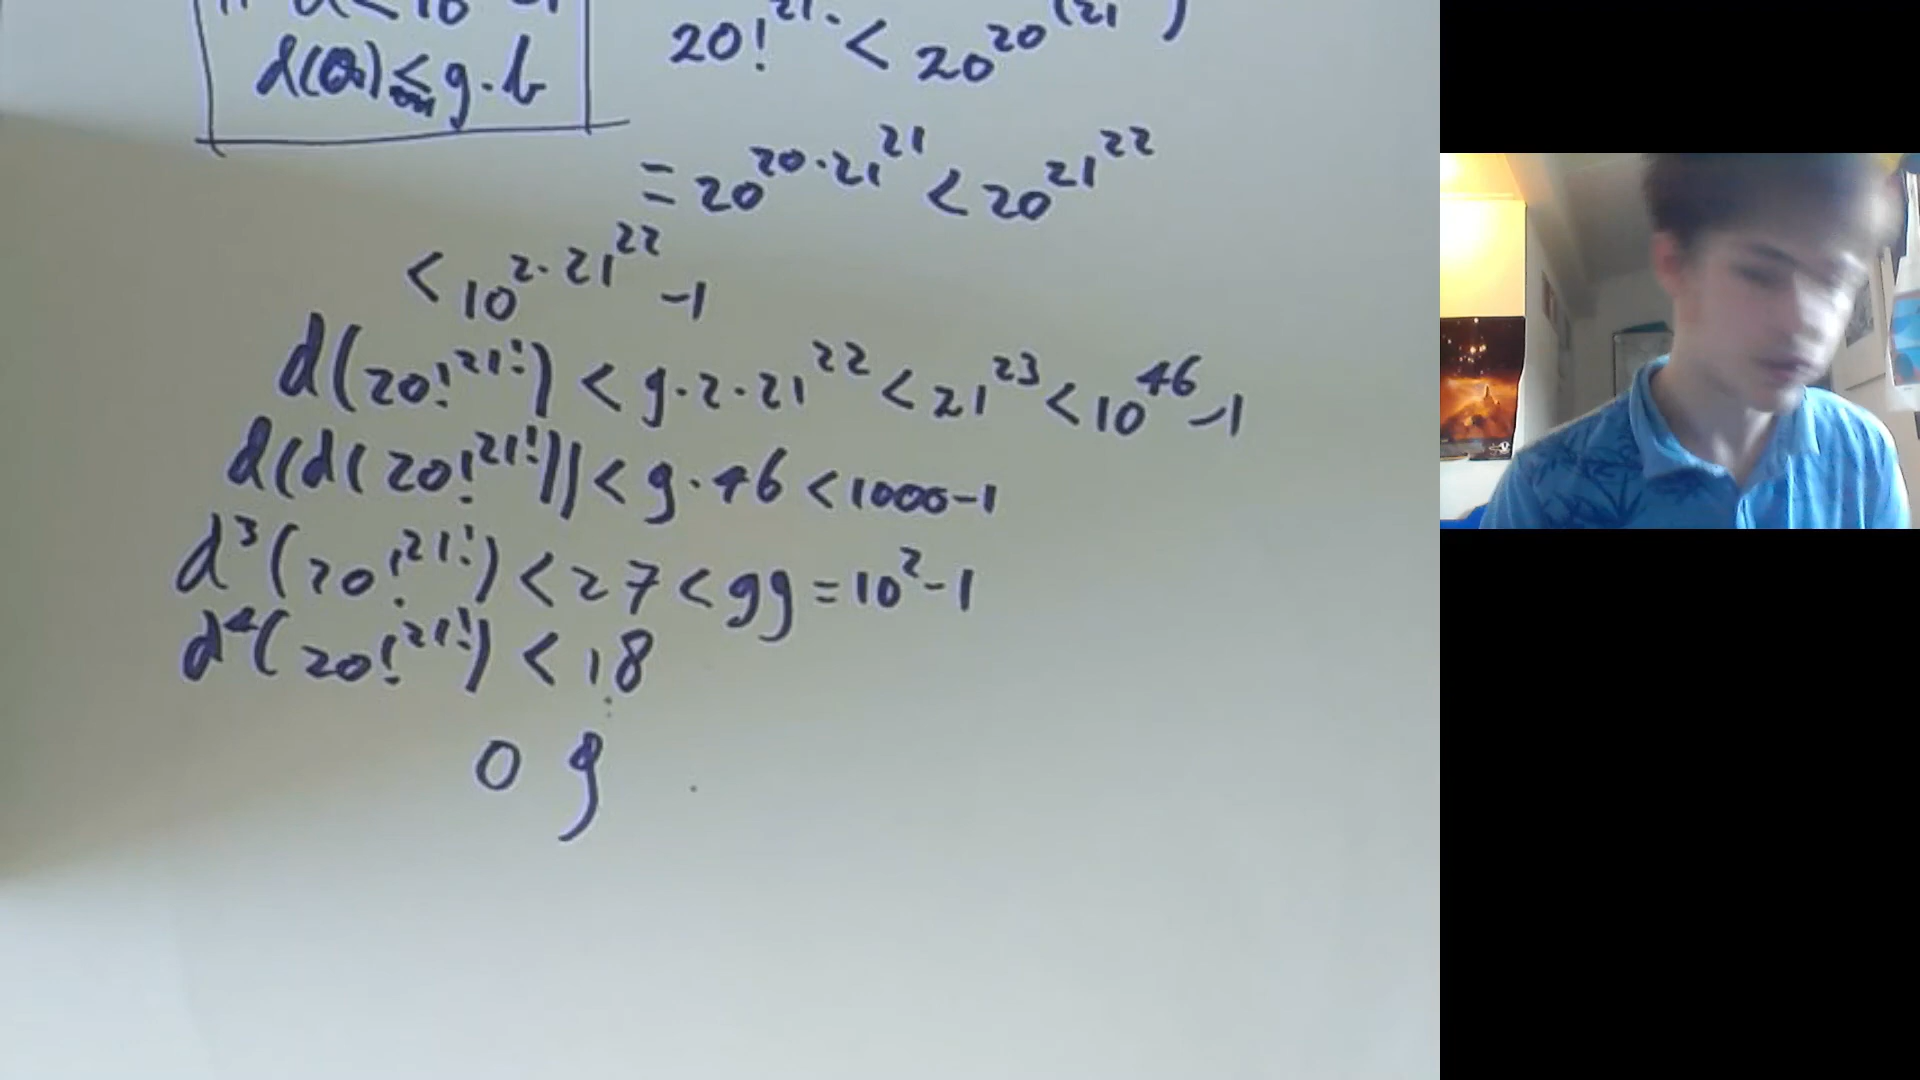 d(a) ≤ g·b
20!^{21!} < 20^{20^{(21
= 20^{20·21^{21}} < 20^{21^{22}}
< 10^{2·21^{22}} -1
d(20!^{21!}) < 9·2·21^{22} < 21^{23} < 10^{46} -1
d(d(20!^{21!})) < 9·46 < 1000-1
d^3(20!^{21!}) < 27 < 99 = 10^2 -1
d^4(20!^{21!}) < 18
0 9